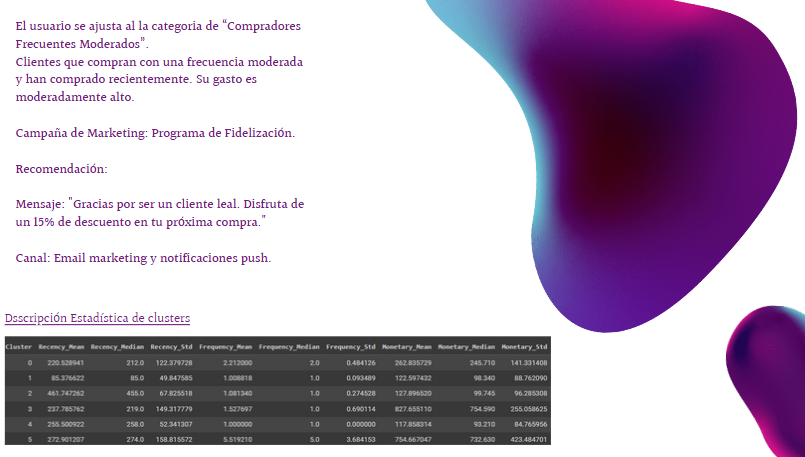 El usuario se ajusta al la categoria de “Compradores
Frecuentes Moderados”.
Clientes que compran con una frecuencia moderada
y han comprado recientemente. Su gasto es
moderadamente alto.
Campaña de Marketing: Programa de Fidelización.
Recomendación:
Mensaje: "Gracias por ser un cliente leal. Disfruta de
un 15% de descuento en tu próxima compra."
Canal: Email marketing y notificaciones push.
Dsscripción Estadística de clusters
Cluster Recency_Mean Recency_Median Recency_Std Frequency_Mean Frequency_Median Frequency_Std Monetary_Mean Monetary_Median Monetary_Std
0 220.528941 212.0 122.379728 2.212000 2.0 0.484126 262.835729 245.710 141.331408
1 85.376622 85.0 49.847585 1.008818 1.0 0.093489 122.597432 98.340 88.762090
2 461.747262 455.0 67.825518 1.081340 1.0 0.274528 127.896520 99.745 96.285308
3 237.785762 219.0 149.317779 1.527697 1.0 0.690114 827.655110 754.590 255.058625
4 255.500922 258.0 52.341307 1.000000 1.0 0.000000 117.858314 93.210 84.765956
5 272.901207 274.0 158.815572 5.519210 5.0 3.684153 754.667047 732.630 423.484701